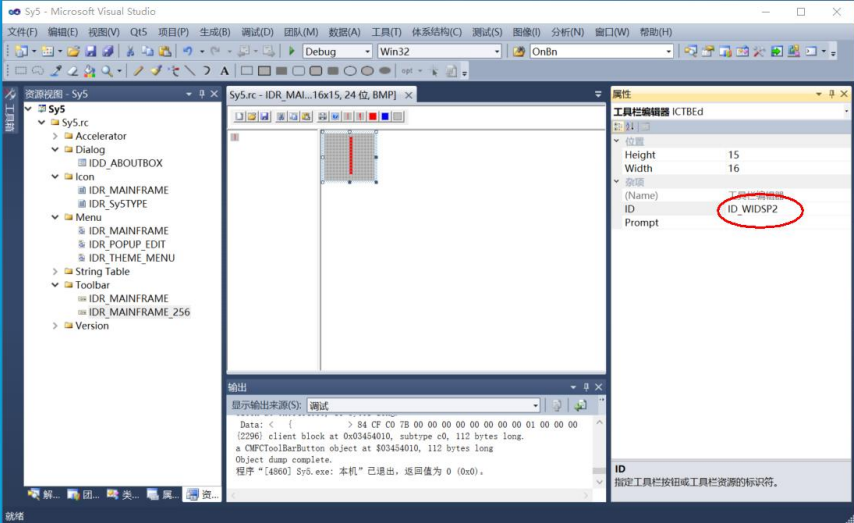 Sy5 - Microsoft Visual Studio
文件(F) 编辑(E) 视图(V) Qt5 项目(P) 生成(B) 调试(D) 团队(M) 数据(A) 工具(T) 体系结构(C) 测试(S) 图像(I) 分析(N) 窗口(W) 帮助(H)
Debug Win32 OnBn
A opt
工具箱
资源视图 - Sy5
Sy5
Sy5.rc
Accelerator
Dialog
IDD_ABOUTBOX
Icon
IDR_MAINFRAME
IDR_Sy5TYPE
Menu
IDR_MAINFRAME
IDR_POPUP_EDIT
IDR_THEME_MENU
String Table
Toolbar
IDR_MAINFRAME
IDR_MAINFRAME_256
Version
解... 团... 类... 属... 资...
Sy5.rc - IDR_MAI...16x15, 24 位, BMP]
输出
显示输出来源(S): 调试
Data: < { > 84 CF C0 7B 00 00 00 00 00 00 00 00 01 00 00 00
{2296} client block at 0x03454010, subtype c0, 112 bytes long.
a CMFCToolBarButton object at $03454010, 112 bytes long
Object dump complete.
程序“[4860] Sy5.exe: 本机”已退出，返回值为 0 (0x0)。
属性
工具栏编辑器 ICTBEd
位置
Height 15
Width 16
杂项
(Name) 工具栏编辑器
ID ID_WIDSP2
Prompt
ID
指定工具栏按钮或工具栏资源的标识符。
就绪